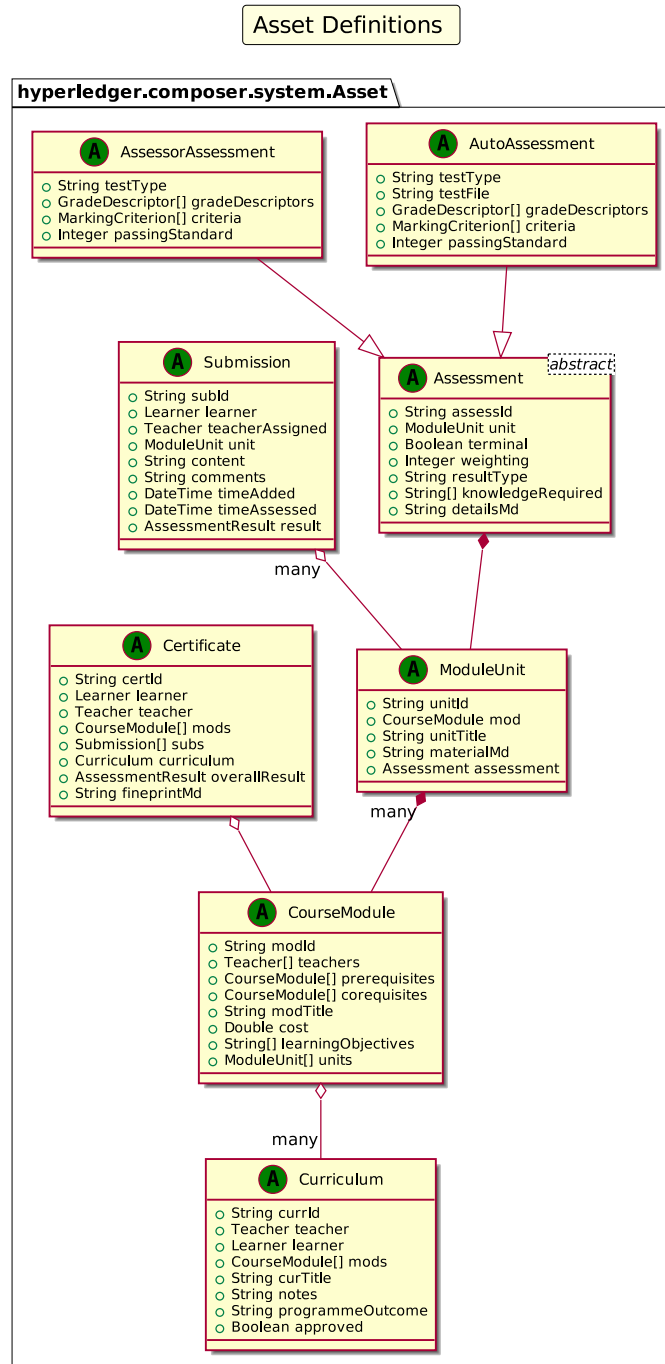 Asset Definitions
hyperledger.composer.system.Asset
A AssessorAssessment
String testType
GradeDescriptor[] gradeDescriptors
MarkingCriterion[] criteria
Integer passingStandard
A AutoAssessment
String testType
String testFile
GradeDescriptor[] gradeDescriptors
MarkingCriterion[] criteria
Integer passingStandard
A Submission
String subId
Learner learner
Teacher teacherAssigned
ModuleUnit unit
String content
String comments
DateTime timeAdded
DateTime timeAssessed
AssessmentResult result
A Assessment
abstract
String assessId
ModuleUnit unit
Boolean terminal
Integer weighting
String resultType
String[] knowledgeRequired
String detailsMd
many
A Certificate
String certId
Learner learner
Teacher teacher
CourseModule[] mods
Submission[] subs
Curriculum curriculum
AssessmentResult overallResult
String fineprintMd
A ModuleUnit
String unitId
CourseModule mod
String unitTitle
String materialMd
Assessment assessment
many
A CourseModule
String modId
Teacher[] teachers
CourseModule[] prerequisites
CourseModule[] corequisites
String modTitle
Double cost
String[] learningObjectives
ModuleUnit[] units
many
A Curriculum
String currId
Teacher teacher
Learner learner
CourseModule[] mods
String curTitle
String notes
String programmeOutcome
Boolean approved